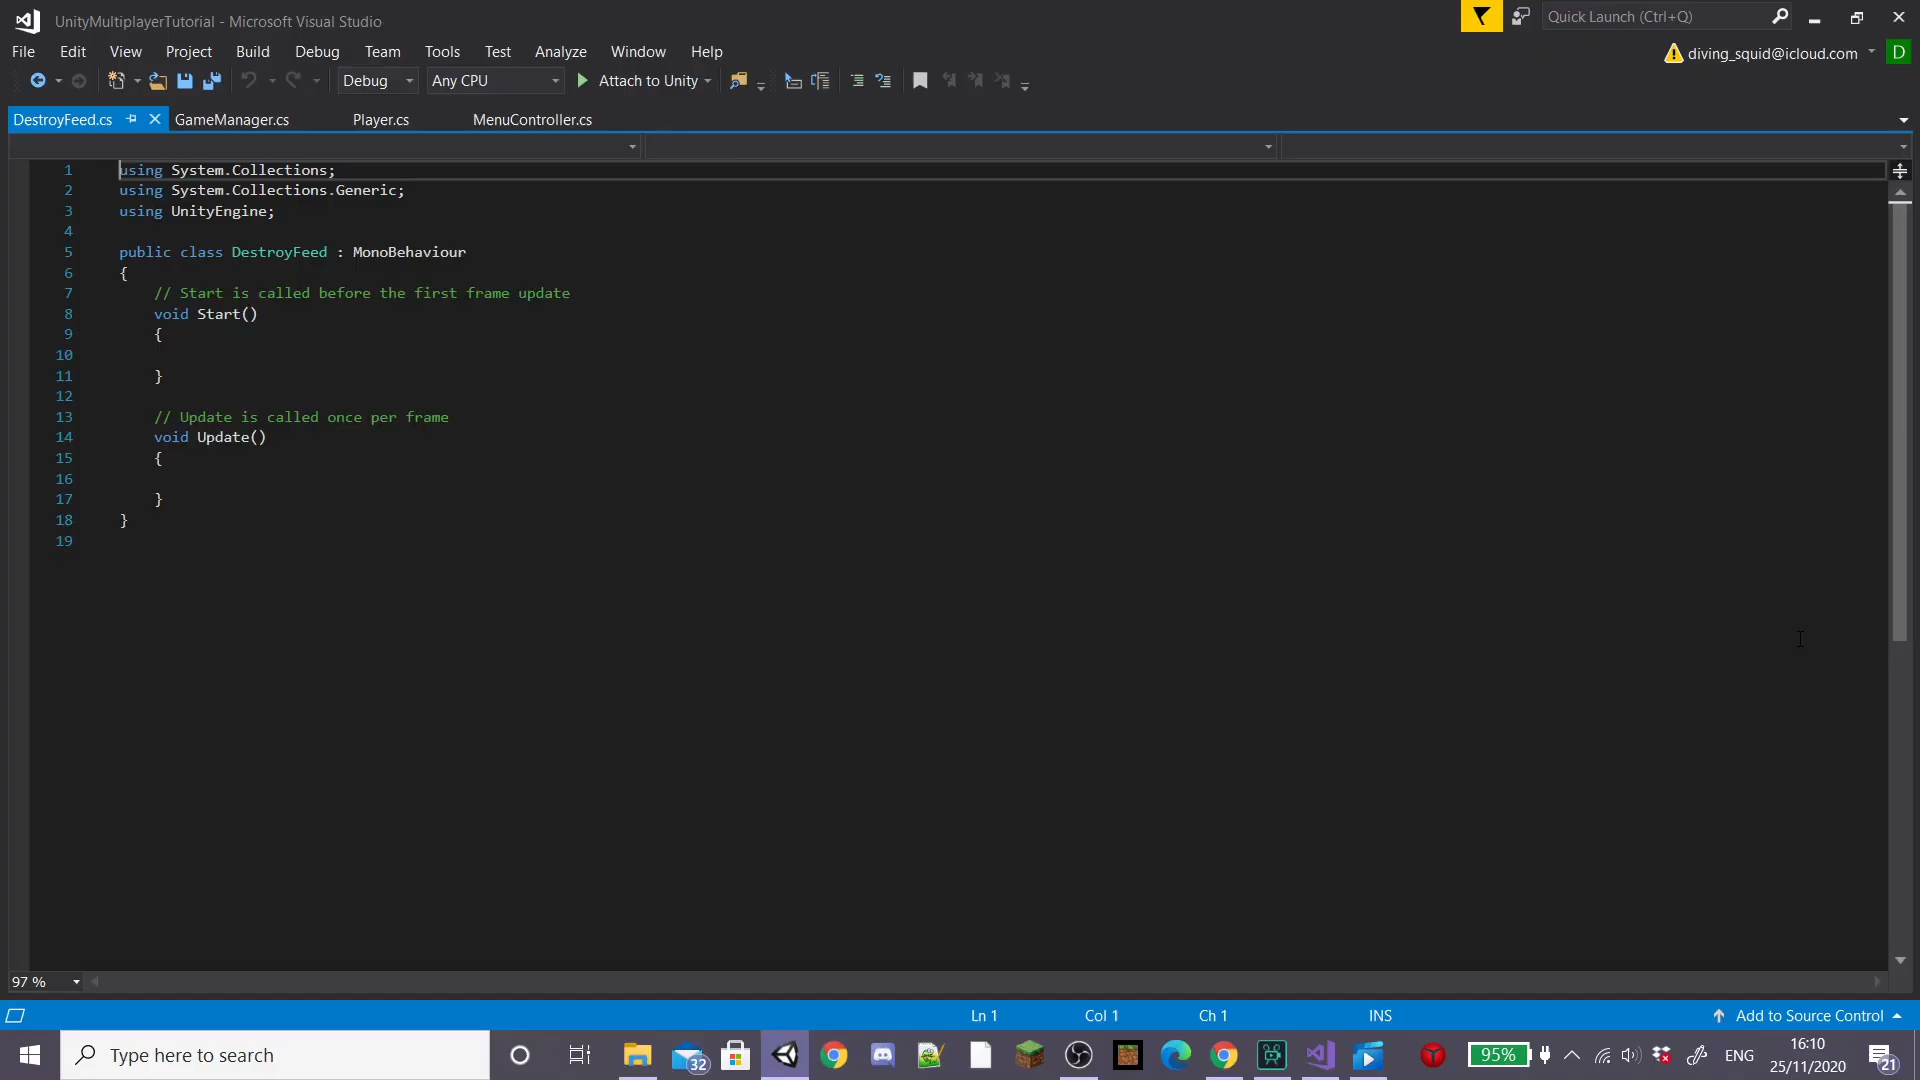 UnityMultiplayerTutorial - Microsoft Visual Studio
Quick Launch (Ctrl+Q)
File Edit View Project Build Debug Team Tools Test Analyze Window Help
diving_squid@icloud.com D
Debug Any CPU Attach to Unity
DestroyFeed.cs GameManager.cs Player.cs MenuController.cs
1 using System.Collections;
2 using System.Collections.Generic;
3 using UnityEngine;
4
5 public class DestroyFeed : MonoBehaviour
6 {
7 // Start is called before the first frame update
8 void Start()
9 {
10
11 }
12
13 // Update is called once per frame
14 void Update()
15 {
16
17 }
18 }
19
97 %
Ln 1 Col 1 Ch 1 INS Add to Source Control
Type here to search
32
95%
ENG
16:10
25/11/2020
21